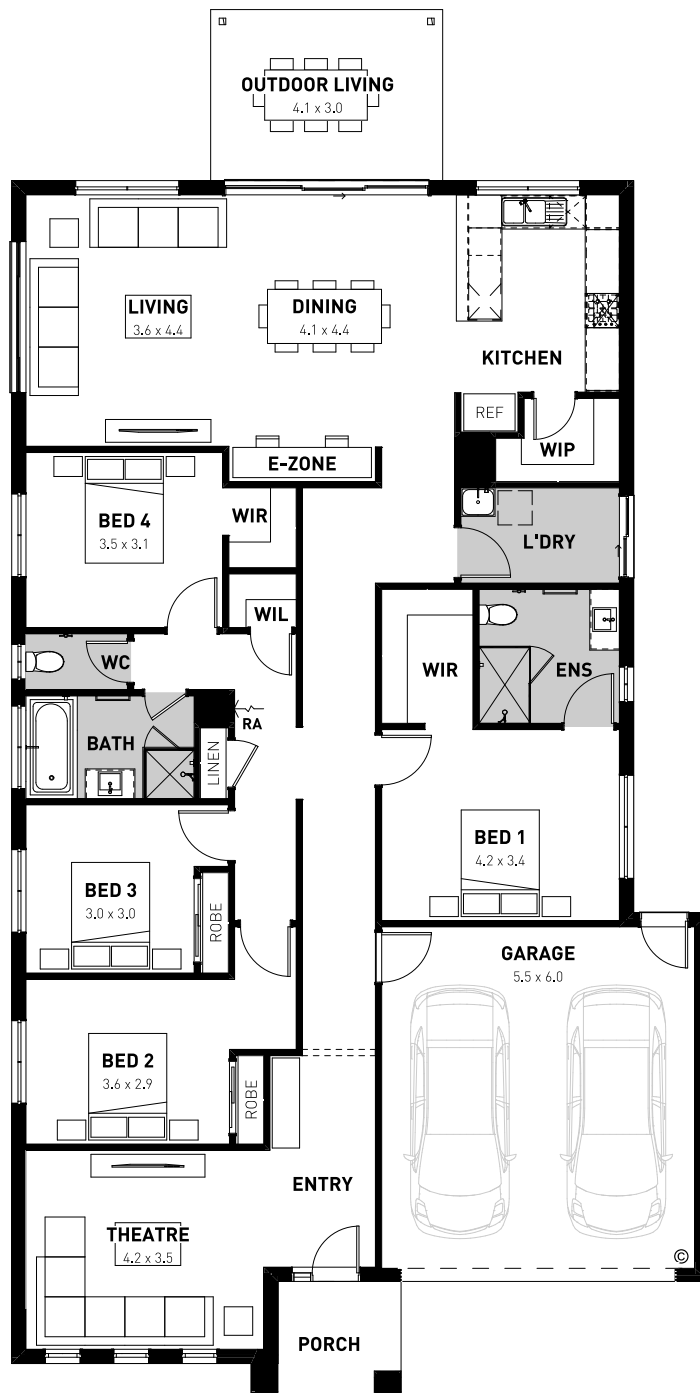 OUTDOOR LIVING
4.1 x 3.0
LIVING
3.6 x 4.4
DINING
4.1 x 4.4
KITCHEN
REF
WIP
E-ZONE
BED 4
3.5 x 3.1
WIR
L'DRY
WIL
WC
WIR
ENS
BATH
RA
LINEN
BED 1
4.2 x 3.4
BED 3
3.0 x 3.0
ROBE
GARAGE
5.5 x 6.0
BED 2
3.6 x 2.9
ROBE
ENTRY
THEATRE
4.2 x 3.5
©
PORCH